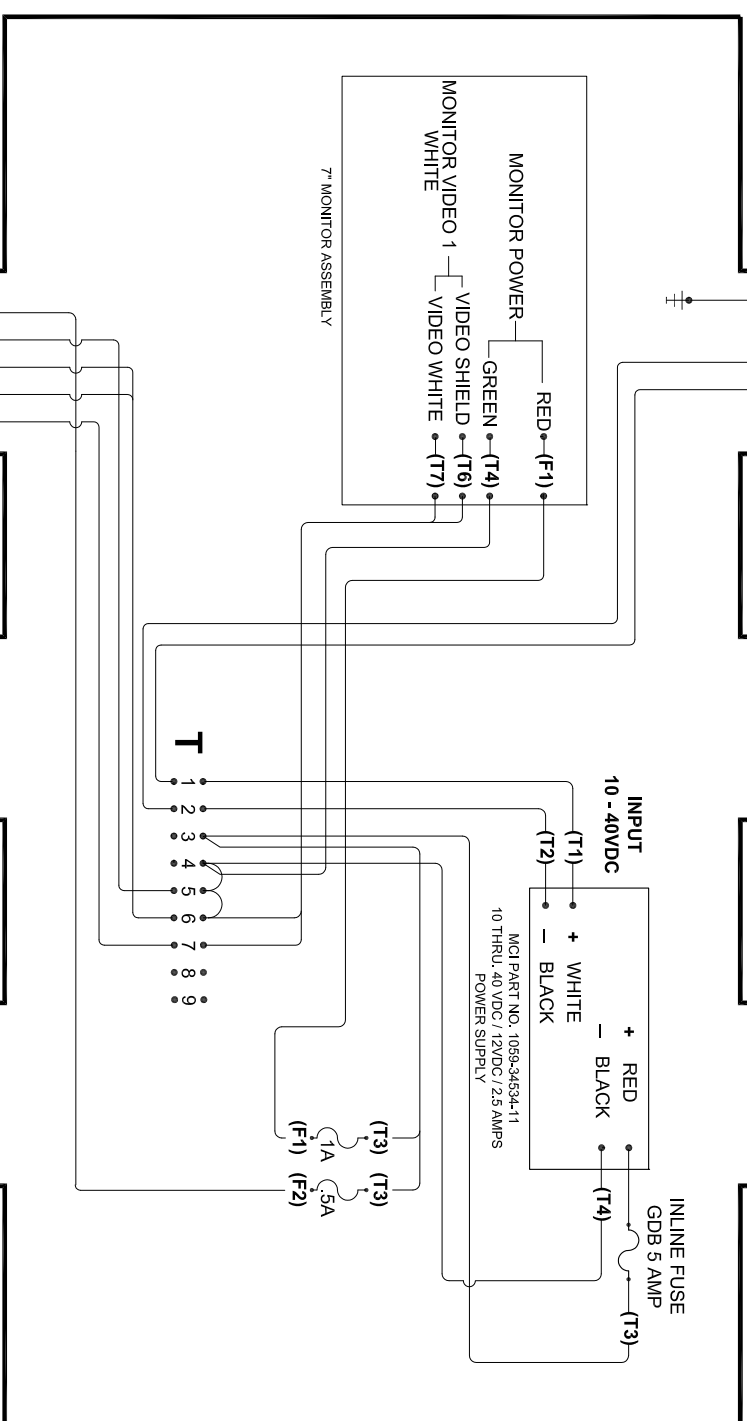 MONITOR POWER
RED
(F1)
GREEN
(T4)
MONITOR VIDEO 1
WHITE
VIDEO SHIELD
(T6)
VIDEO WHITE
(T7)
7" MONITOR ASSEMBLY
INPUT
10 - 40VDC
(T1)
(T2)
+ WHITE
− BLACK
+ RED
− BLACK
MCI PART NO. 1059-34534-11
10 THRU. 40 VDC / 12VDC / 2.5 AMPS
POWER SUPPLY
INLINE FUSE
GDB 5 AMP
(T3)
(T4)
T
1 2 3 4 5 6 7 8 9
(T3)
(T3)
1A
.5A
(F1)
(F2)